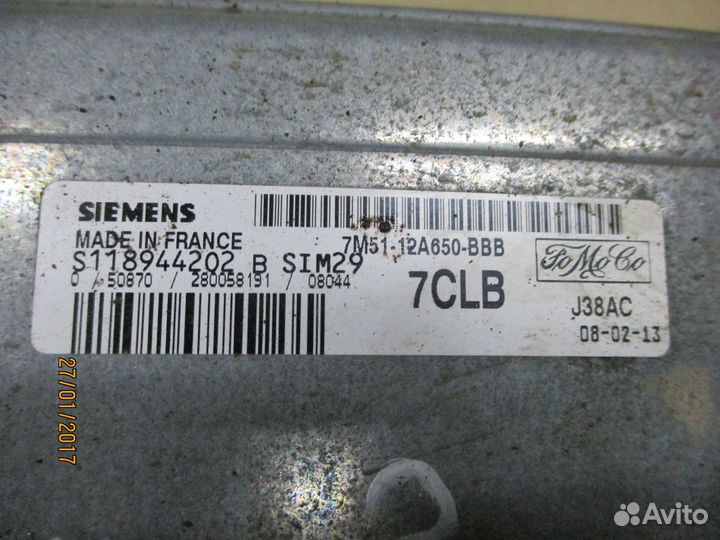 SIEMENS
MADE IN FRANCE
7M51-12A650-BBB
S118944202 B SIM29
0 / 50870 / 280058191 / 08044
7CLB
FoMoCo
J38AC
08-02-13
27/01/2017
Avito